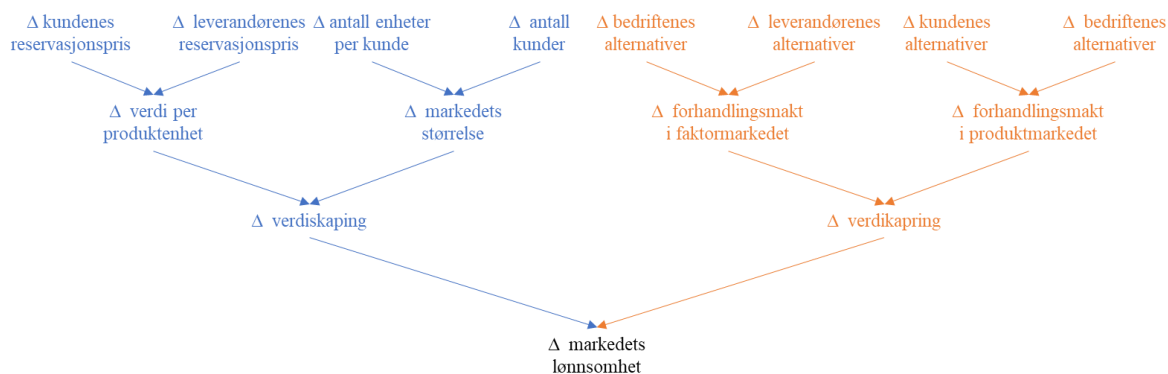 Δ kundenes
reservasjonspris
Δ leverandørenes
reservasjonspris
Δ antall enheter
per kunde
Δ antall
kunder
Δ bedriftenes
alternativer
Δ leverandørenes
alternativer
Δ kundenes
alternativer
Δ bedriftenes
alternativer
Δ verdi per
produktenhet
Δ markedets
størrelse
Δ forhandlingsmakt
i faktormarkedet
Δ forhandlingsmakt
i produktmarkedet
Δ verdiskaping
Δ verdikapring
Δ markedets
lønnsomhet